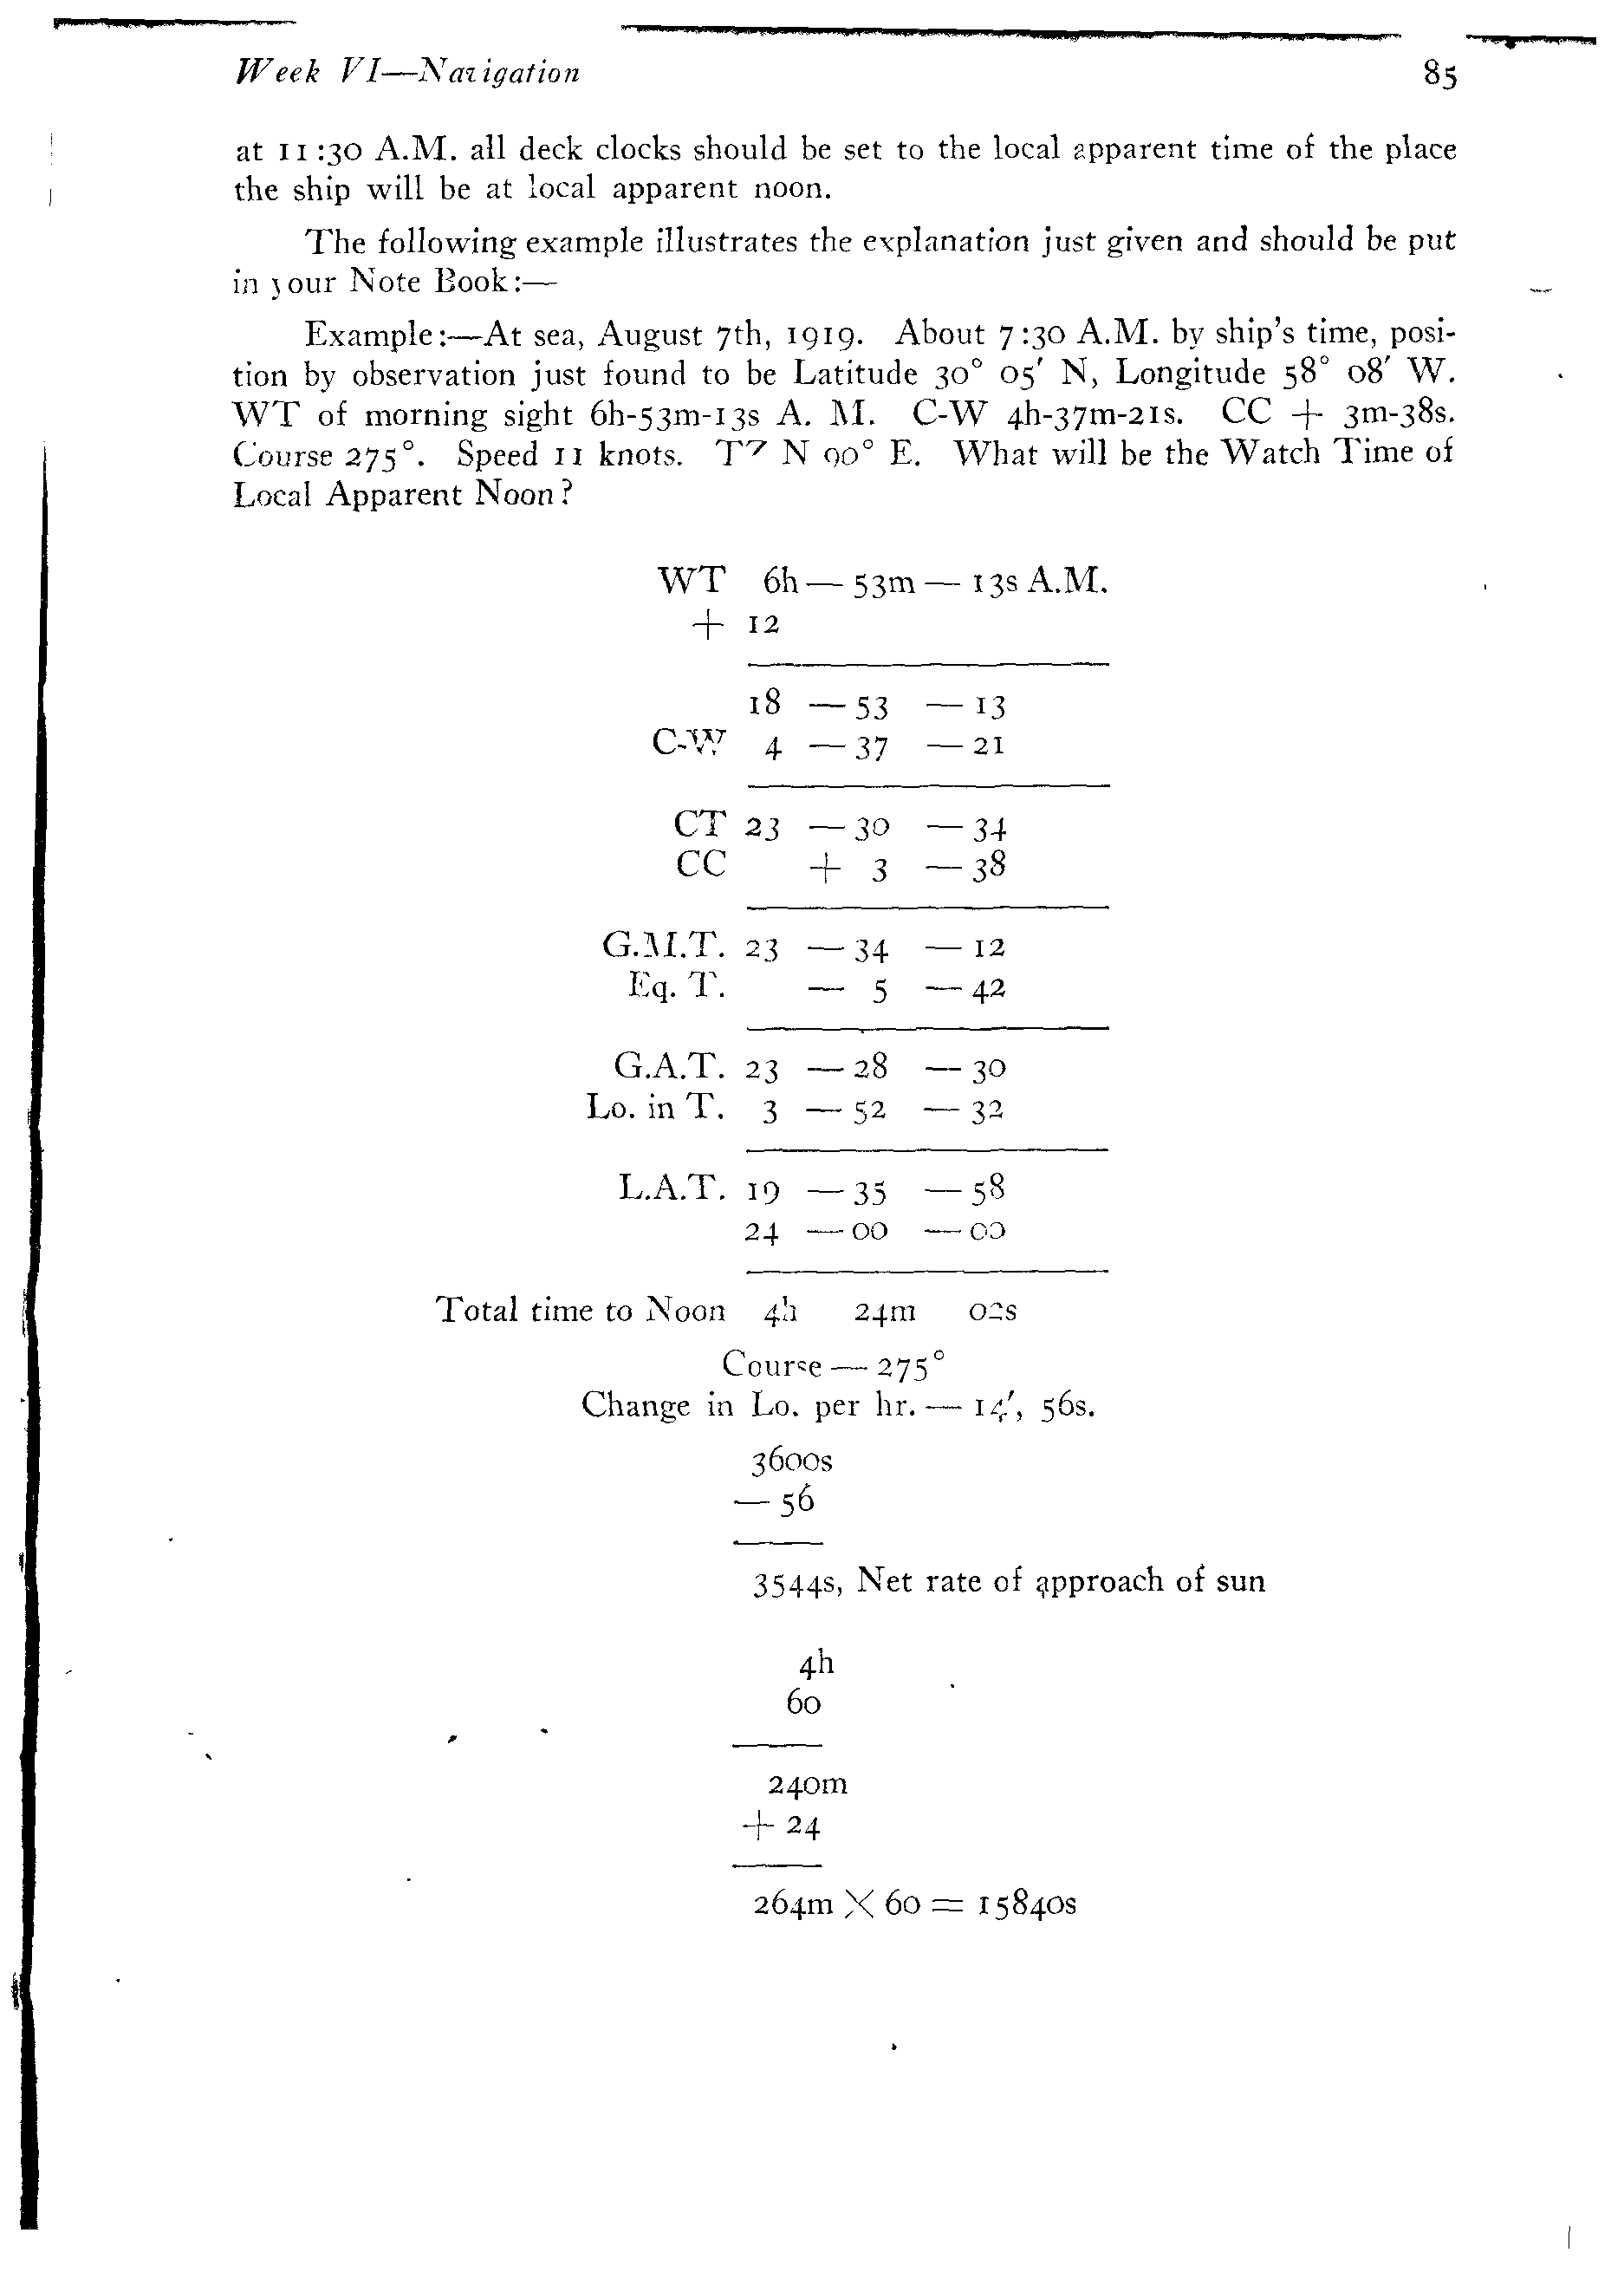 Week VI—Navigation 85
at 11:30 A.M. all deck clocks should be set to the local apparent time of the place
the ship will be at local apparent noon.
The following example illustrates the explanation just given and should be put
in your Note Book:—
Example:—At sea, August 7th, 1919. About 7:30 A.M. by ship's time, posi-
tion by observation just found to be Latitude 30° 05′ N, Longitude 58° 08′ W.
WT of morning sight 6h-53m-13s A. M. C-W 4h-37m-21s. CC + 3m-38s.
Course 275°. Speed 11 knots. TZ N 90° E. What will be the Watch Time of
Local Apparent Noon?
WT 6h — 53m — 13s A.M.
+ 12
18 — 53 — 13
C-W 4 — 37 — 21
CT 23 — 30 — 34
CC + 3 — 38
G.M.T. 23 — 34 — 12
Eq. T. — 5 — 42
G.A.T. 23 — 28 — 30
Lo. in T. 3 — 52 — 32
L.A.T. 19 — 35 — 58
24 — 00 — 00
Total time to Noon 4h 24m 02s
Course — 275°
Change in Lo. per hr. — 14′, 56s.
3600s
— 56
3544s, Net rate of approach of sun
4h
60
240m
+ 24
264m × 60 = 15840s